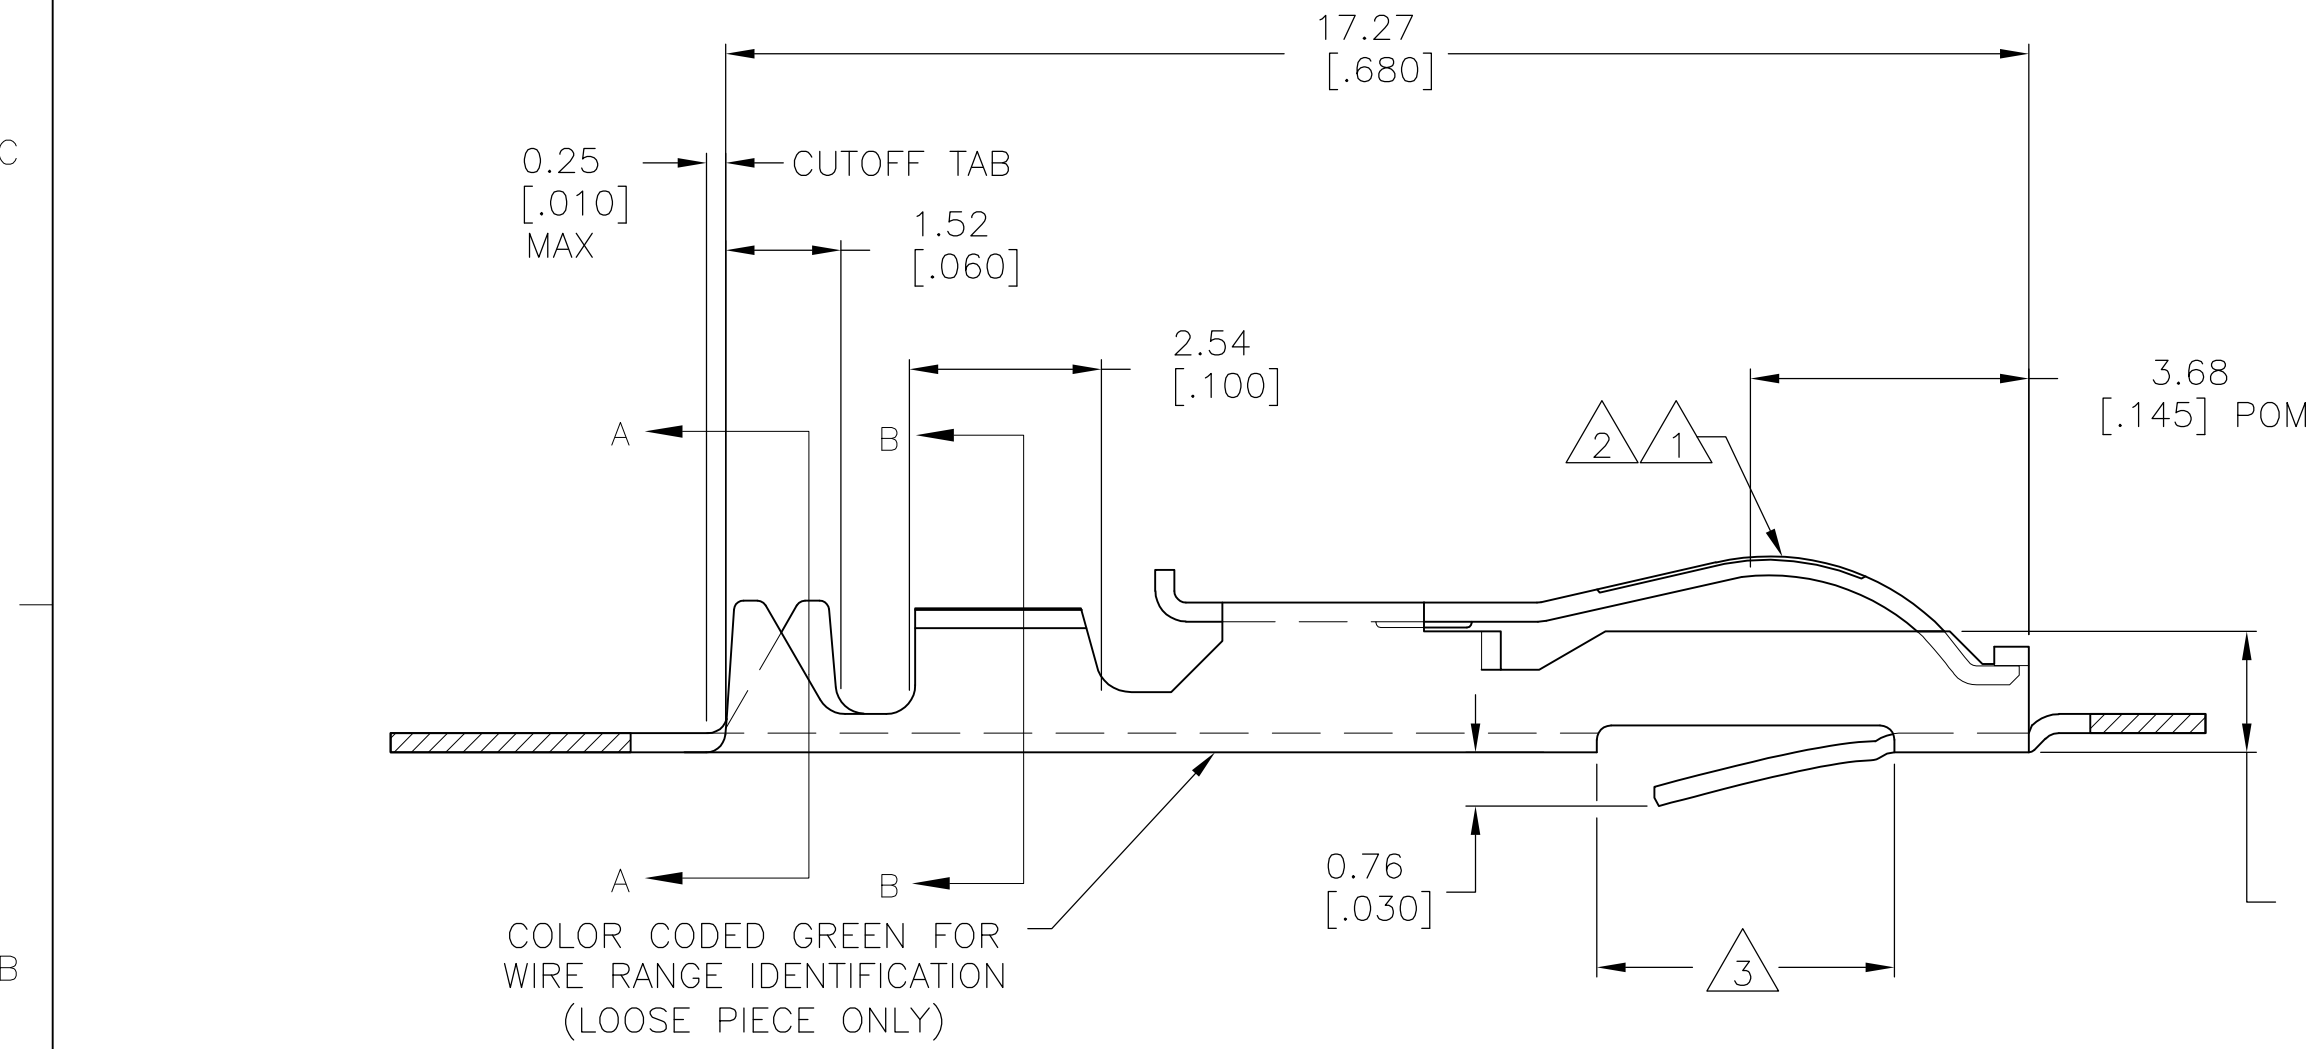 17.27
[.680]
C
0.25
[.010]
MAX
CUTOFF TAB
1.52
[.060]
2.54
[.100]
3.68
[.145] POM
A
B
2
1
0.76
[.030]
A
B
COLOR CODED GREEN FOR
WIRE RANGE IDENTIFICATION
(LOOSE PIECE ONLY)
3
B